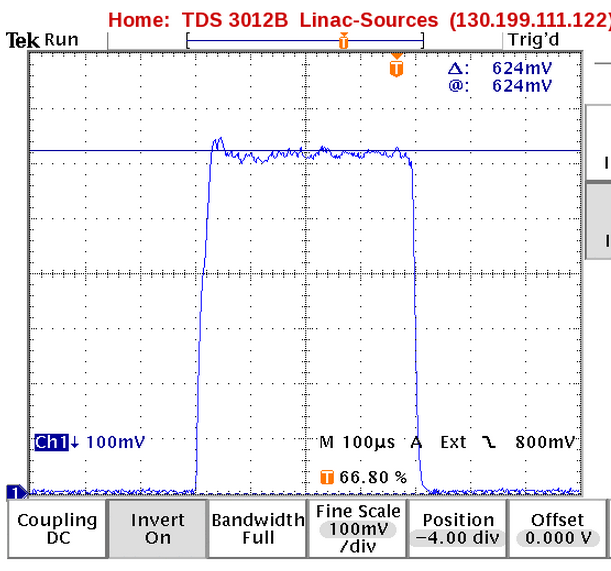 Home: TDS 3012B Linac-Sources (130.199.111.122)
Tek Run Trig'd
T
T
Δ: 624mV
@: 624mV
I
I
Ch1↓ 100mV M 100µs A Ext 800mV
T 66.80 %
1
Coupling
DC
Invert
On
Bandwidth
Full
Fine Scale
100mV
/div
Position
−4.00 div
Offset
0.000 V